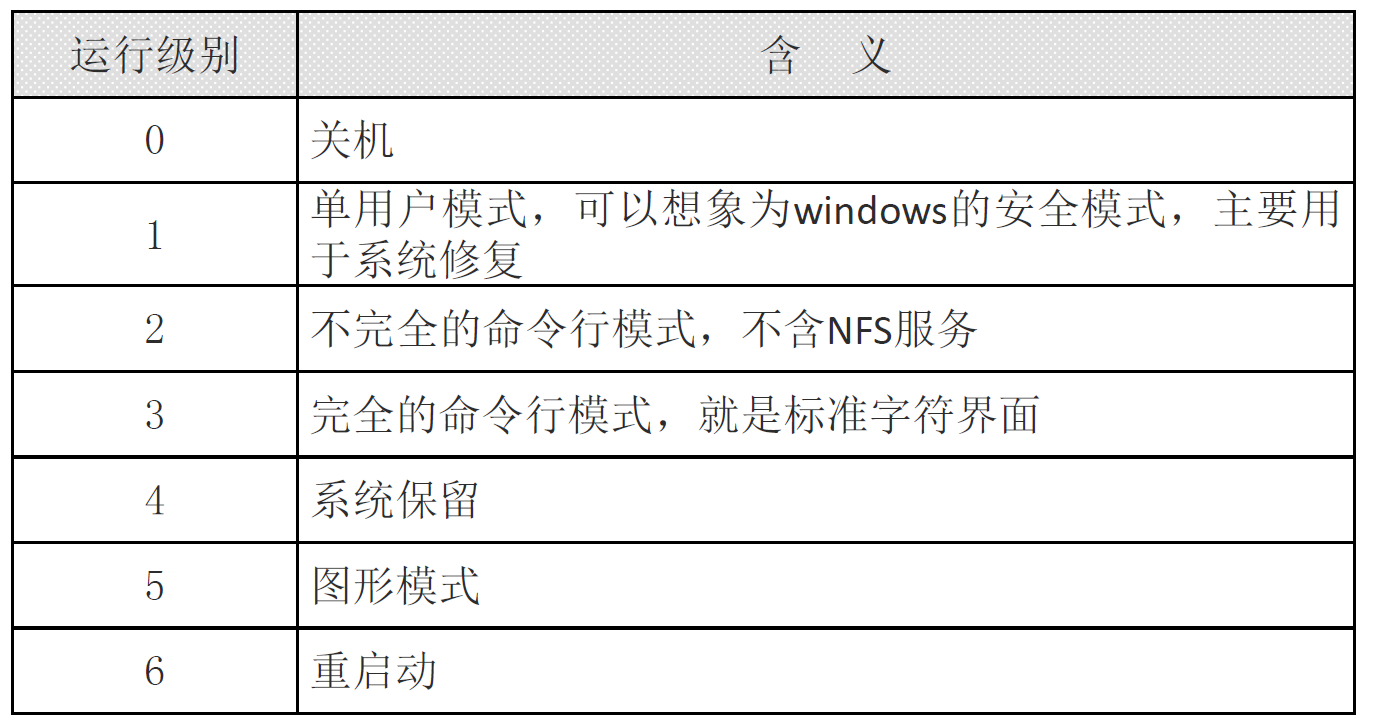 运行级别 含 义
0 关机
1 单用户模式，可以想象为windows的安全模式，主要用
于系统修复
2 不完全的命令行模式，不含NFS服务
3 完全的命令行模式，就是标准字符界面
4 系统保留
5 图形模式
6 重启动